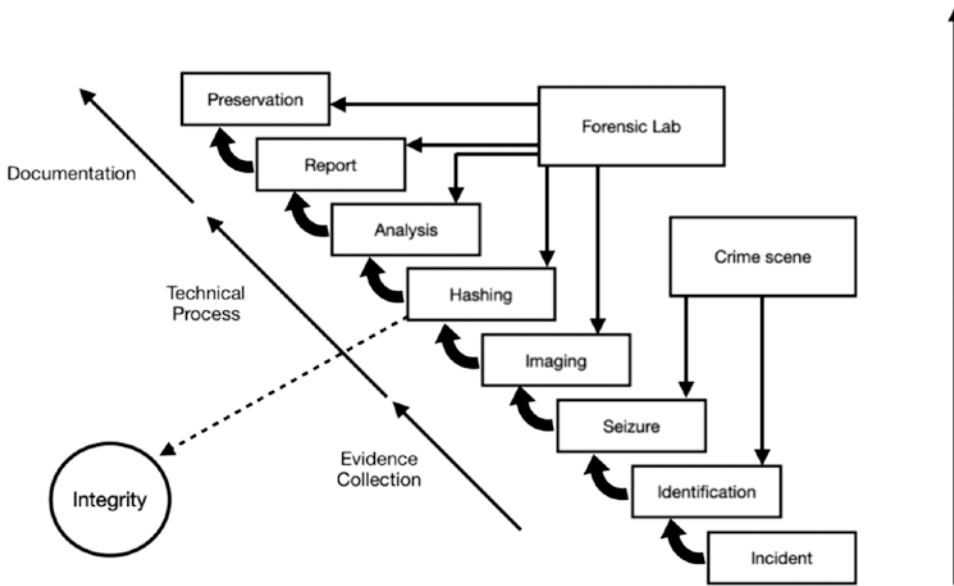 Preservation
Forensic Lab
Report
Documentation
Analysis
Crime scene
Hashing
Technical
Process
Imaging
Seizure
Evidence
Collection
Identification
Integrity
Incident